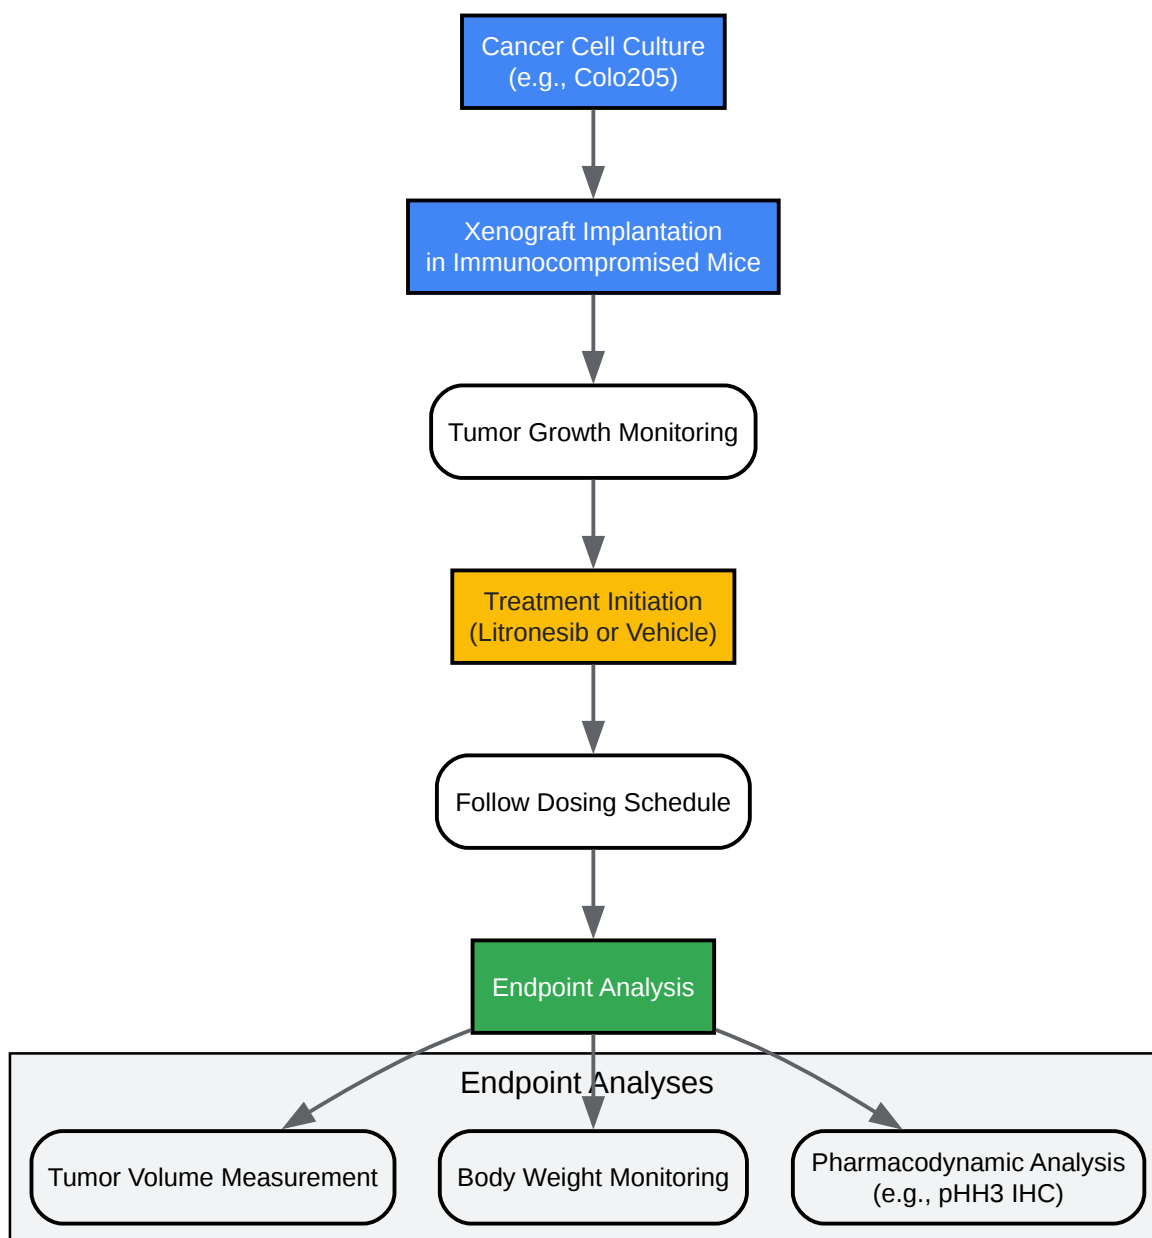 Cancer Cell Culture
(e.g., Colo205)
Xenograft Implantation
in Immunocompromised Mice
Tumor Growth Monitoring
Treatment Initiation
(Litronesib or Vehicle)
Follow Dosing Schedule
Endpoint Analysis
Endpoint Analyses
Tumor Volume Measurement
Body Weight Monitoring
Pharmacodynamic Analysis
(e.g., pHH3 IHC)